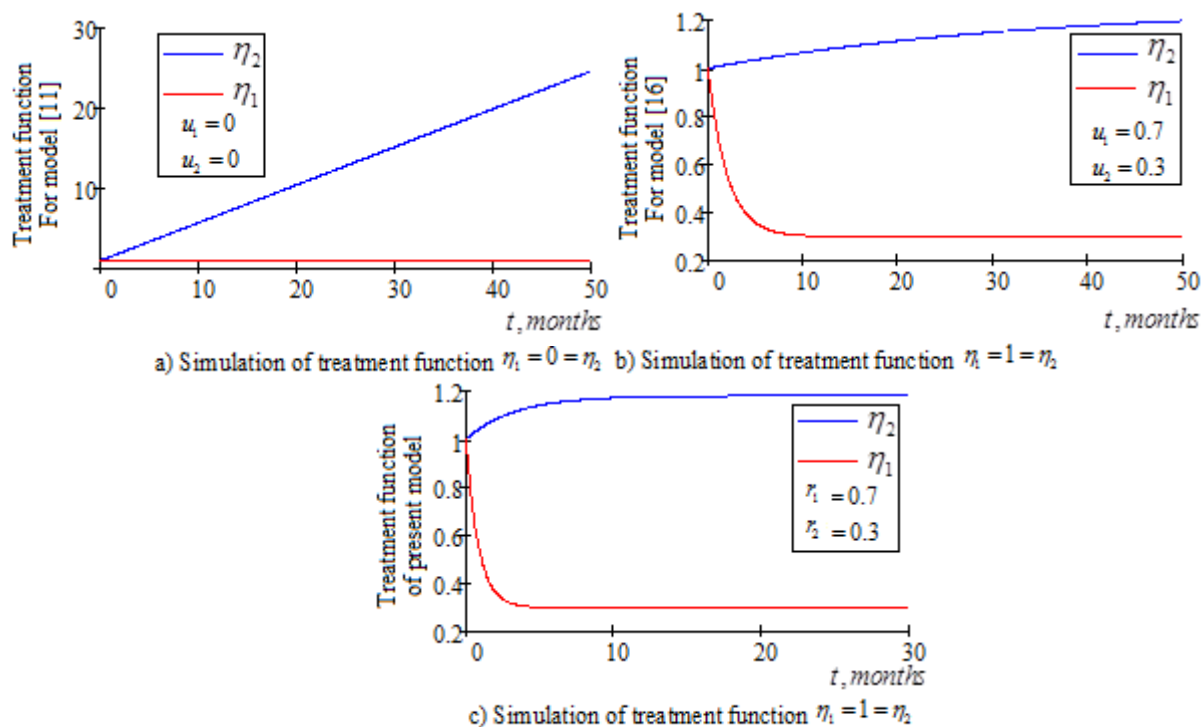 Treatment function
For model [11]
30
20
10
η₂
η₁
u₁ = 0
u₂ = 0
0 10 20 30 40 50
t, months
a) Simulation of treatment function η₁ = 0 = η₂
Treatment function
For model [16]
1.2
1
0.8
0.6
0.4
0.2
η₂
η₁
u₁ = 0.7
u₂ = 0.3
0 10 20 30 40 50
t, months
b) Simulation of treatment function η₁ = 1 = η₂
Treatment function
of present model
1.2
1
0.8
0.6
0.4
0.2
η₂
η₁
r₁ = 0.7
r₂ = 0.3
0 10 20 30
t, months
c) Simulation of treatment function η₁ = 1 = η₂